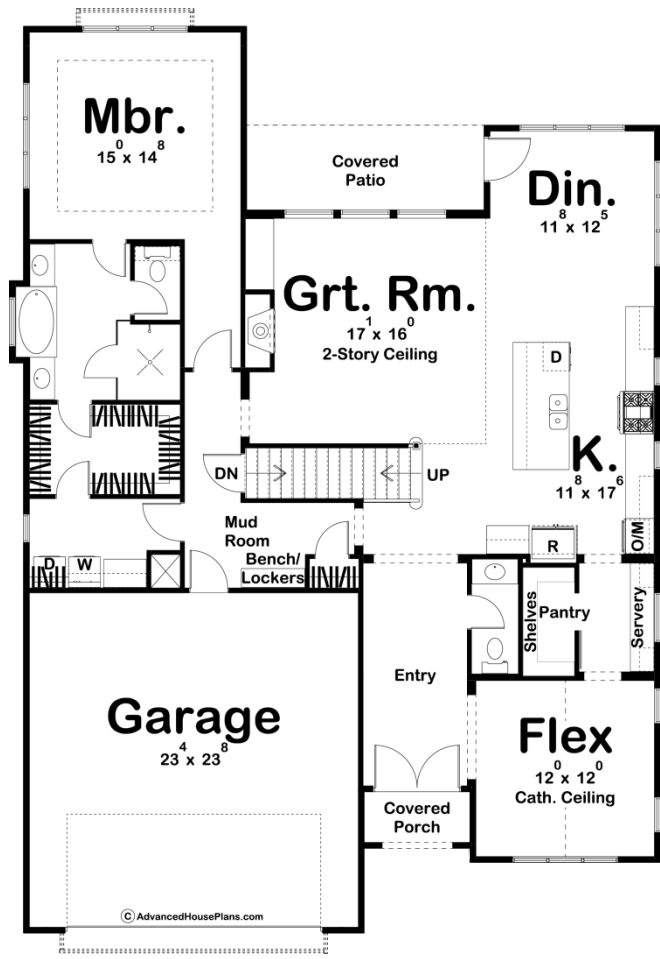 Mbr.
15⁰ x 14⁸
Covered
Patio
Din.
11⁸ x 12⁵
Grt. Rm.
17¹ x 16⁰
2-Story Ceiling
D
K.
11⁸ x 17⁶
DN
UP
Mud
Room
Bench/
Lockers
D
W
R
O/M
Shelves
Pantry
Servery
Entry
Garage
23⁴ x 23⁸
Flex
12⁰ x 12⁰
Cath. Ceiling
Covered
Porch
© AdvancedHousePlans.com